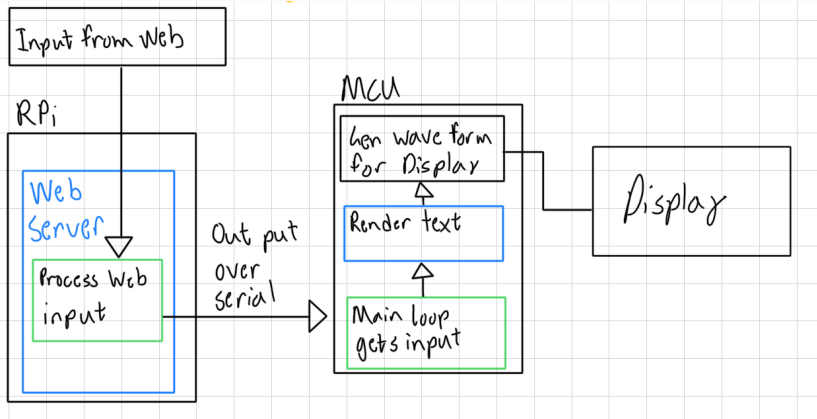 Input from Web
RPi
Web
Server
Process Web
input
Out put
over
serial
MCU
Gen wave form
for Display
Render text
Main loop
gets input
Display